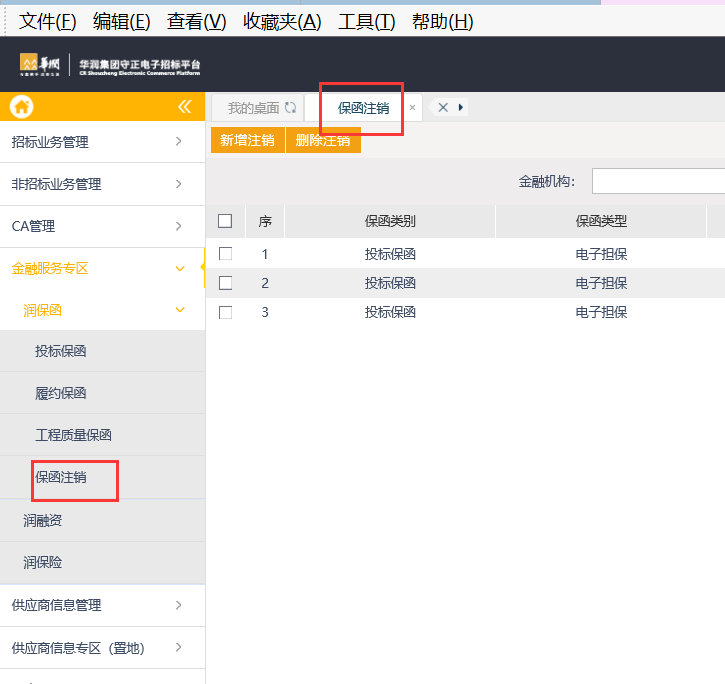 文件(F) 编辑(E) 查看(V) 收藏夹(A) 工具(T) 帮助(H)
华润 华润集团守正电子招标平台
CR Shouzheng Electronic Commerce Platform
我的桌面 保函注销
招标业务管理
非招标业务管理
CA管理
金融服务专区
润保函
投标保函
履约保函
工程质量保函
保函注销
润融资
润保险
供应商信息管理
供应商信息专区（置地）
新增注销 删除注销
金融机构：
序 保函类别 保函类型
1 投标保函 电子担保
2 投标保函 电子担保
3 投标保函 电子担保